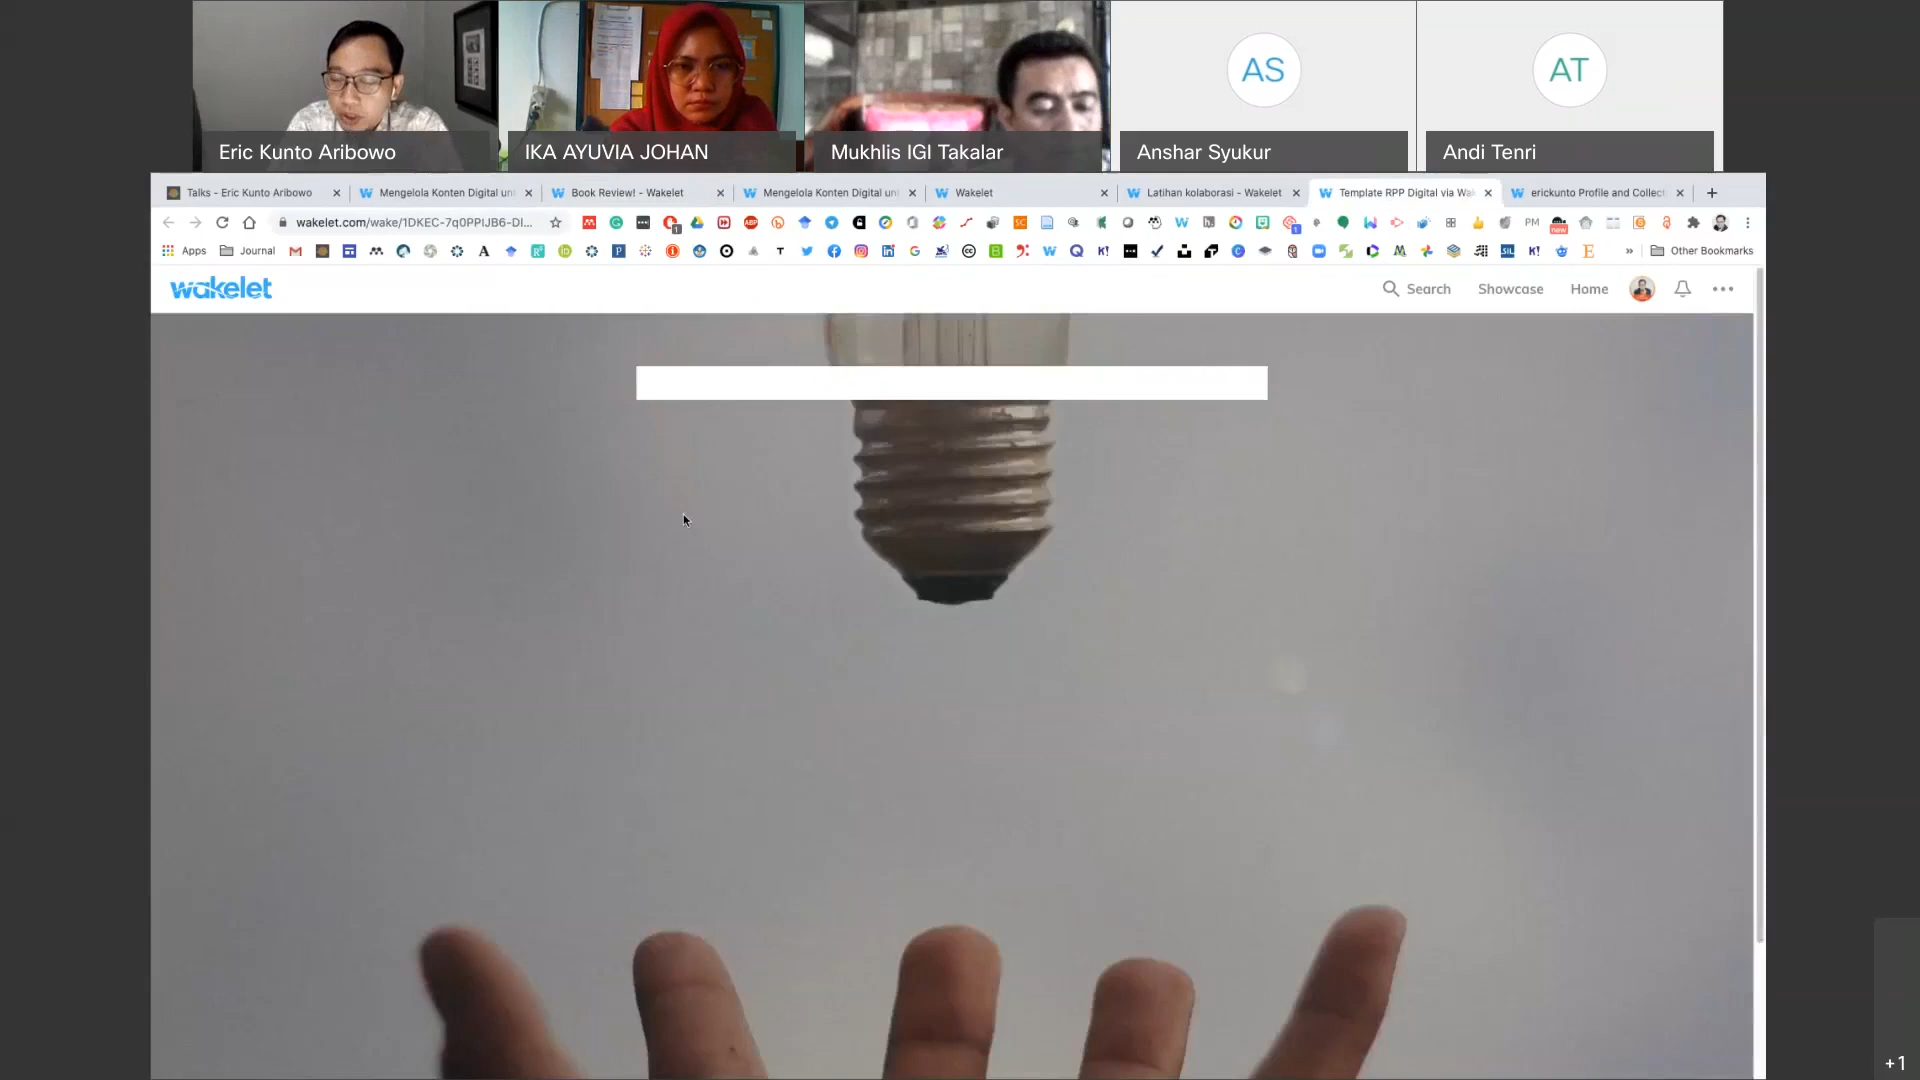 AS
AT
Eric Kunto Aribowo
IKA AYUVIA JOHAN
Mukhlis IGI Takalar
Anshar Syukur
Andi Tenri
Talks - Eric Kunto Aribowo
Mengelola Konten Digital un
Book Review! - Wakelet
Mengelola Konten Digital un
Wakelet
Latihan kolaborasi - Wakelet
Template RPP Digital via Wa
erickunto Profile and Collec
wakelet.com/wake/1DKEC-7q0PPIJB6-DI...
PM
new
Apps
Journal
Other Bookmarks
wakelet
Search
Showcase
Home
+1